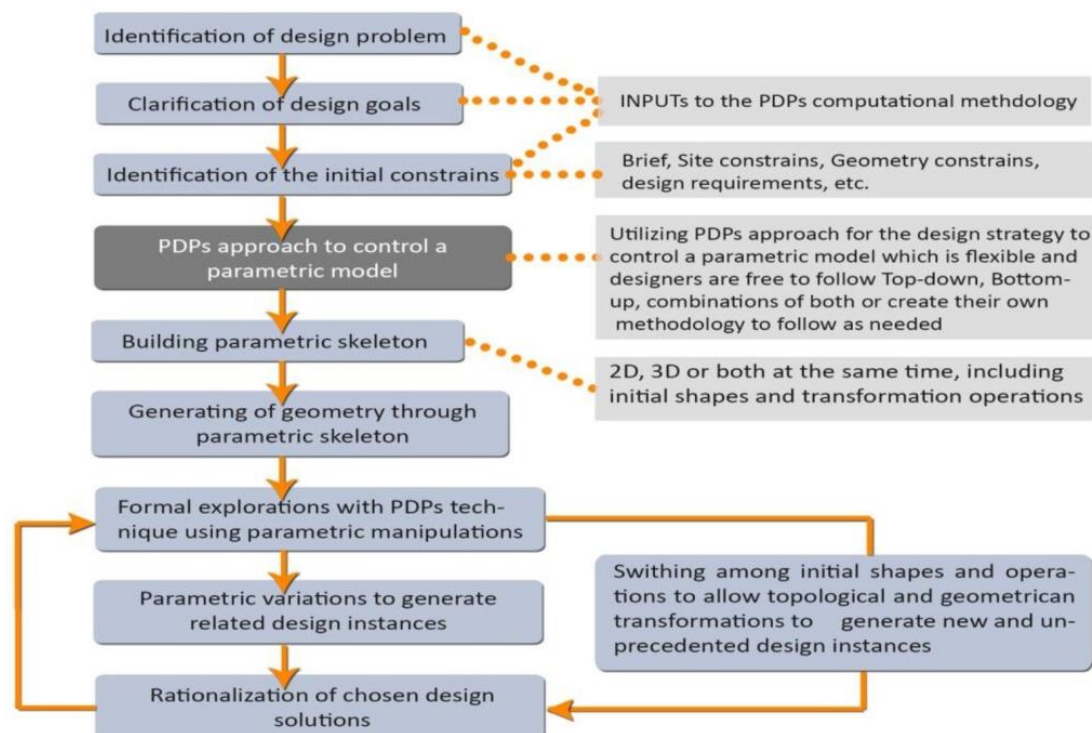 Identification of design problem
Clarification of design goals
INPUTs to the PDPs computational methdology
Identification of the initial constrains
Brief, Site constrains, Geometry constrains,
design requirements, etc.
PDPs approach to control a
parametric model
Utilizing PDPs approach for the design strategy to
control a parametric model which is flexible and
designers are free to follow Top-down, Bottom-
up, combinations of both or create their own
methodology to follow as needed
Building parametric skeleton
2D, 3D or both at the same time, including
initial shapes and transformation operations
Generating of geometry through
parametric skeleton
Formal explorations with PDPs tech-
nique using parametric manipulations
Swithing among initial shapes and opera-
tions to allow topological and geometrican
transformations to generate new and un-
precedented design instances
Parametric variations to generate
related design instances
Rationalization of chosen design
solutions